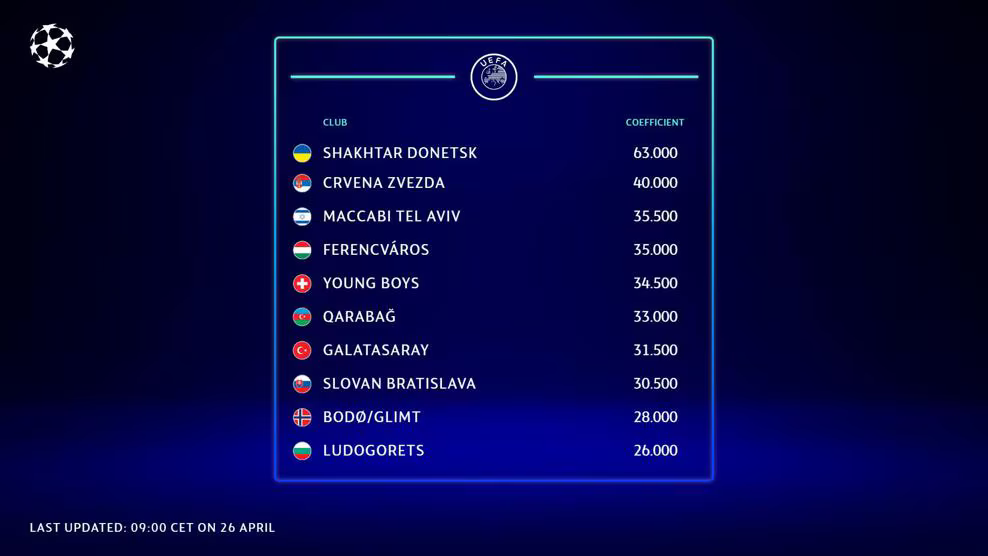 UEFA
CLUB COEFFICIENT
SHAKHTAR DONETSK 63.000
CRVENA ZVEZDA 40.000
MACCABI TEL AVIV 35.500
FERENCVÁROS 35.000
YOUNG BOYS 34.500
QARABAĞ 33.000
GALATASARAY 31.500
SLOVAN BRATISLAVA 30.500
BODØ/GLIMT 28.000
LUDOGORETS 26.000
LAST UPDATED: 09:00 CET ON 26 APRIL